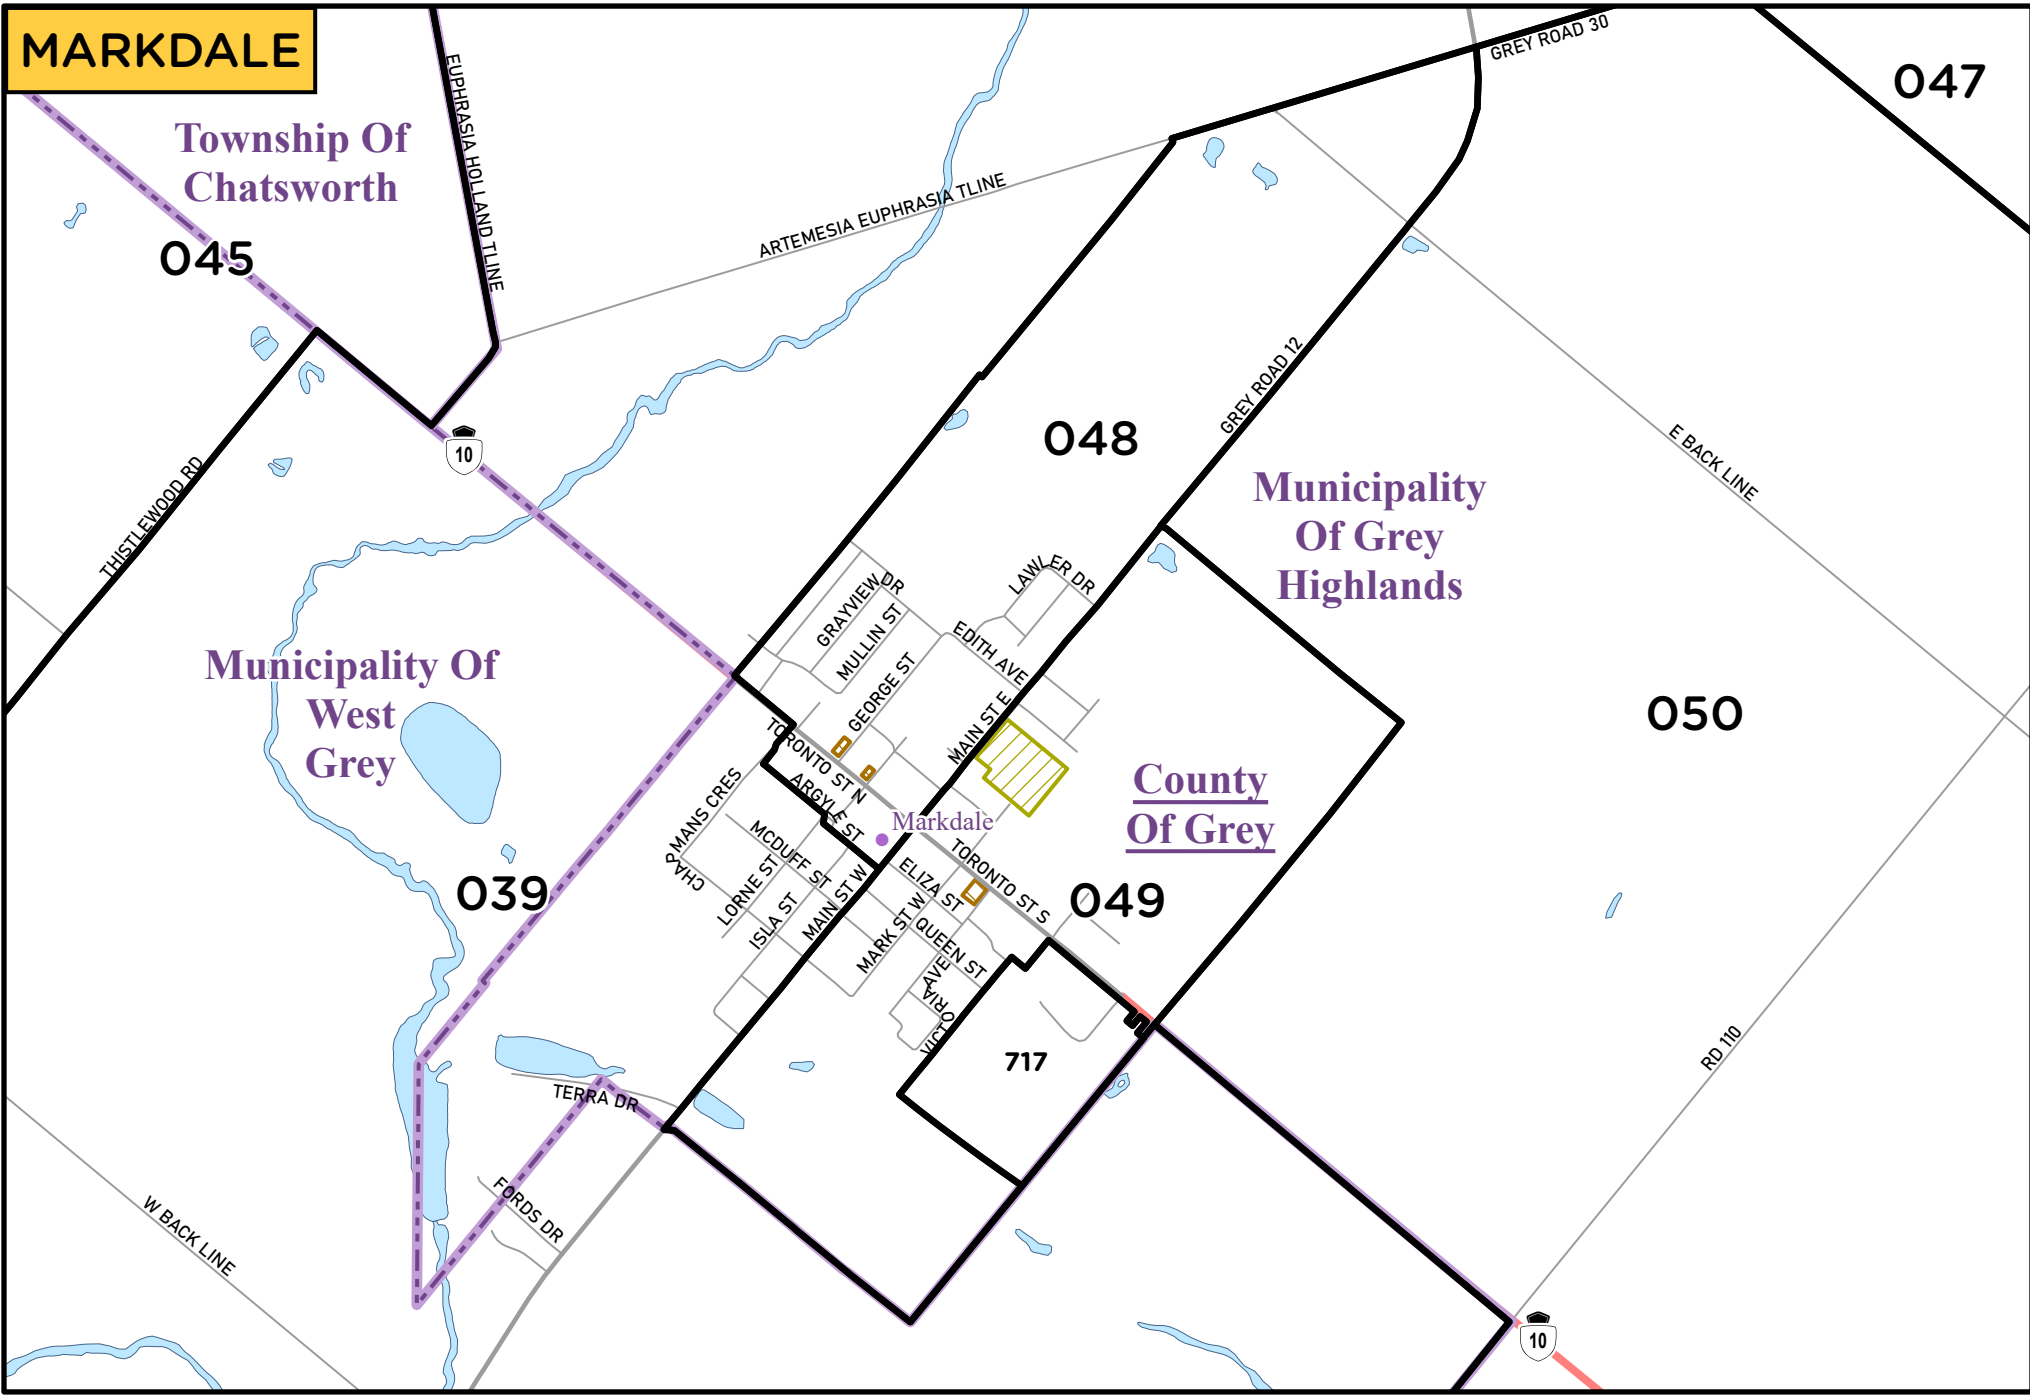 MARKDALE
GREY ROAD 30
047
EUPHRASIA HOLLAND TLINE
Township Of
Chatsworth
ARTEMESIA EUPHRASIA TLINE
045
GREY ROAD 12
048
10
E BACK LINE
THISTLEWOOD RD
Municipality
Of Grey
Highlands
LAWLER DR
GRAYVIEW DR
MULLIN ST
EDITH AVE
GEORGE ST
Municipality Of
West
Grey
MAIN ST E
050
TORONTO ST N
County
Of Grey
ARGYLE ST
CHAPMANS CRES
Markdale
MCDUFF ST
TORONTO ST S
LORNE ST
ELIZA ST
039
049
ISLA ST
MAIN ST W
MARK ST W
QUEEN ST
VICTORIA AVE
717
RD 110
TERRA DR
FORDS DR
W BACK LINE
10